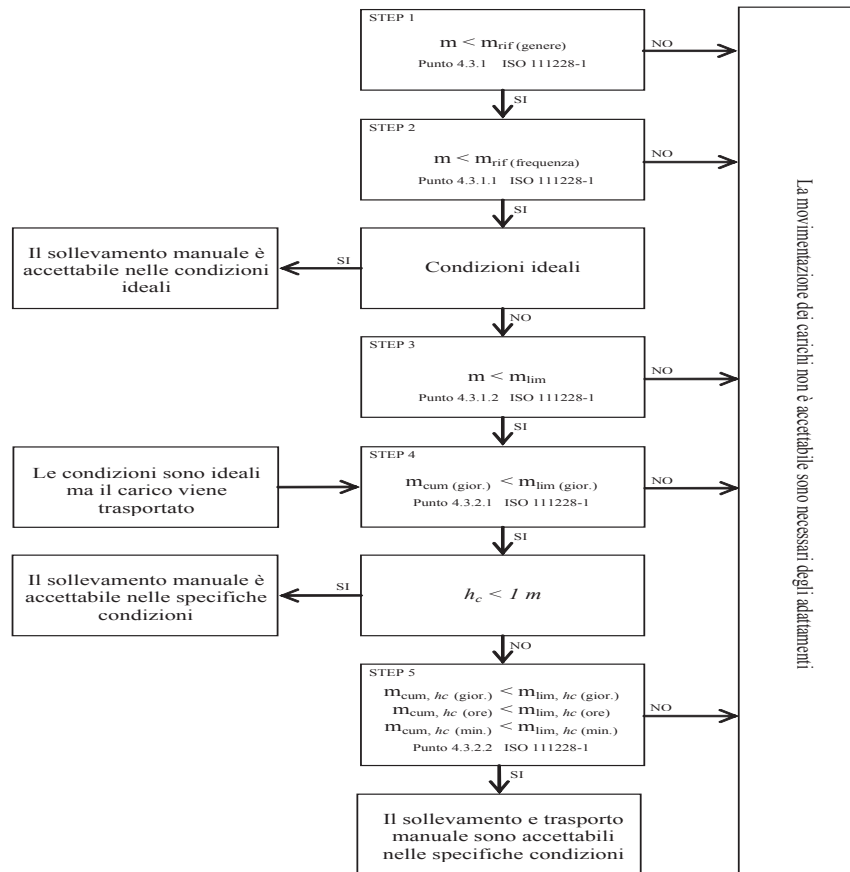 STEP 1
m < mrif (genere)
Punto 4.3.1 ISO 111228-1
NO
SI
STEP 2
m < mrif (frequenza)
Punto 4.3.1.1 ISO 111228-1
NO
SI
Condizioni ideali
SI
Il sollevamento manuale è
accettabile nelle condizioni
ideali
NO
STEP 3
m < mlim
Punto 4.3.1.2 ISO 111228-1
NO
SI
Le condizioni sono ideali
ma il carico viene
trasportato
STEP 4
mcum (gior.) < mlim (gior.)
Punto 4.3.2.1 ISO 111228-1
NO
SI
Il sollevamento manuale è
accettabile nelle specifiche
condizioni
SI
hc < 1 m
NO
STEP 5
mcum, hc (gior.) < mlim, hc (gior.)
mcum, hc (ore) < mlim, hc (ore)
mcum, hc (min.) < mlim, hc (min.)
Punto 4.3.2.2 ISO 111228-1
NO
SI
Il sollevamento e trasporto
manuale sono accettabili
nelle specifiche condizioni
La movimentazione dei carichi non è accettabile sono necessari degli adattamenti